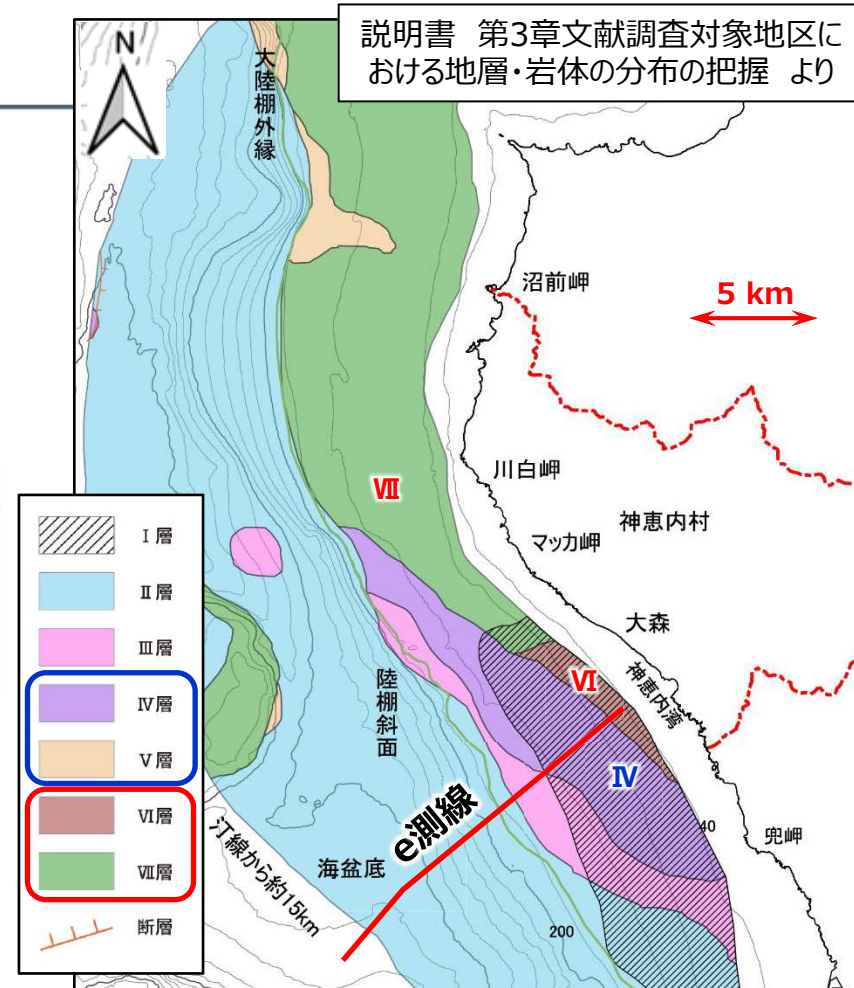 説明書 第3章文献調査対象地区に
おける地層・岩体の分布の把握 より
N
大陸棚外縁
沼前岬
5 km
川白岬
Ⅶ
神恵内村
マッカ岬
大森
神恵内湾
Ⅵ
陸棚斜面
Ⅳ
e測線
40
兜岬
海盆底
汀線から約15km
200
Ⅰ層
Ⅱ層
Ⅲ層
Ⅳ層
Ⅴ層
Ⅵ層
Ⅶ層
断層